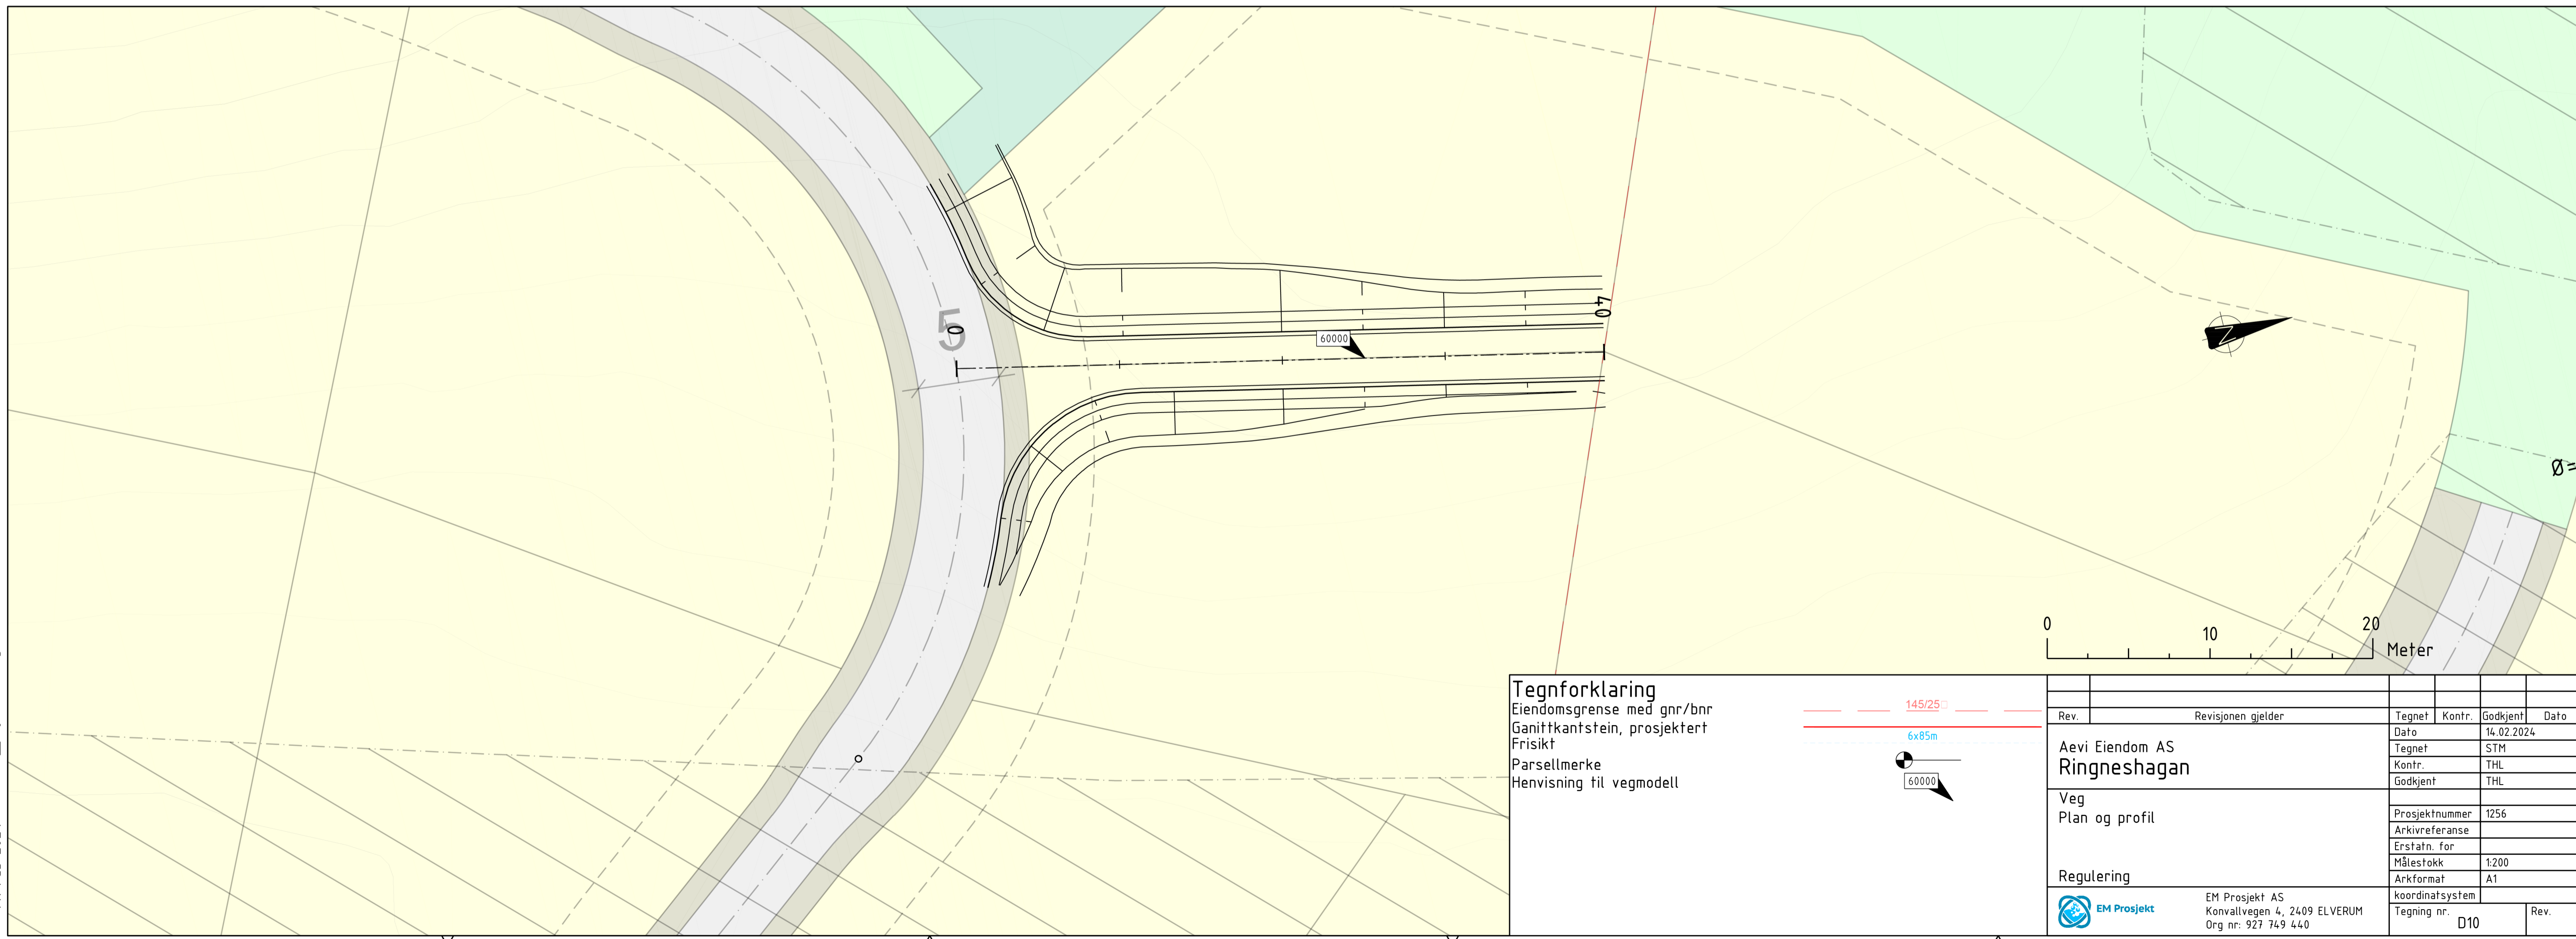 5
0
60000
40
N
Ø=
0 10 20 Meter
Tegnforklaring
Eiendomsgrense med gnr/bnr 145/25
Ganittkantstein, prosjektert
Frisikt 6x85m
Parsellmerke
Henvisning til vegmodell 60000
Rev. Revisjonen gjelder Tegnet Kontr. Godkjent Dato
Aevi Eiendom AS
Ringneshagan
Veg
Plan og profil
Regulering
Dato 14.02.2024
Tegnet STM
Kontr. THL
Godkjent THL
Prosjektnummer 1256
Arkivreferanse
Erstatn. for
Målestokk 1:200
Arkformat A1
koordinatsystem
EM Prosjekt
EM Prosjekt AS
Konvallvegen 4, 2409 ELVERUM
Org nr: 927 749 440
Tegning nr. Rev.
D10